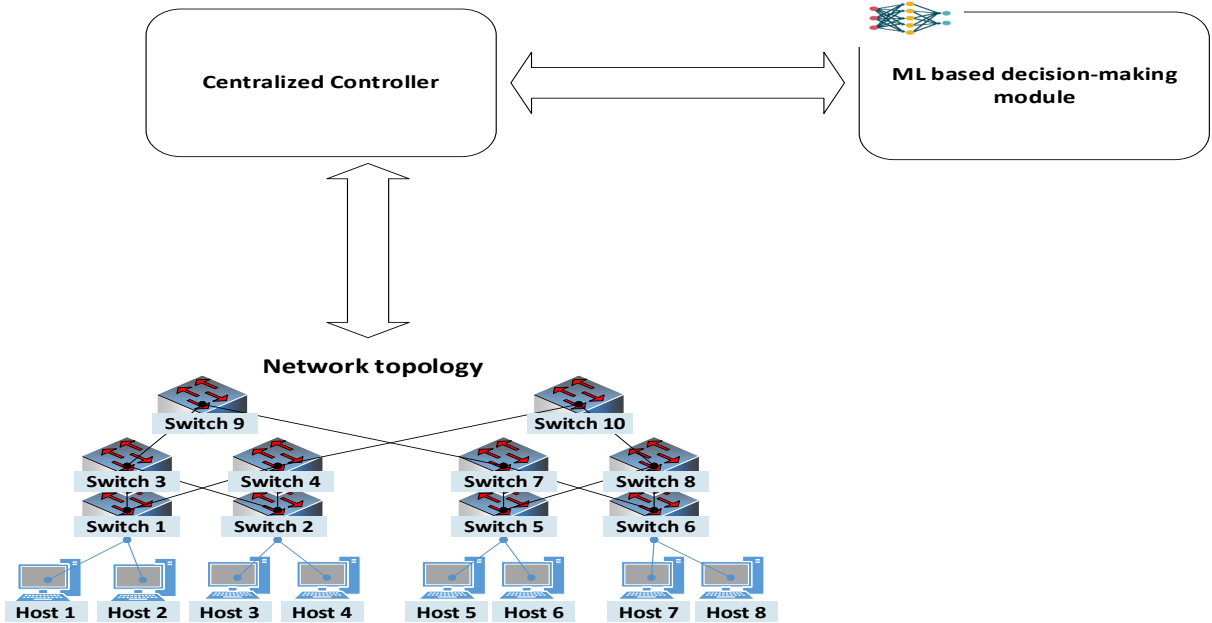 Centralized Controller
ML based decision-making
module
Network topology
Switch 9
Switch 10
Switch 3
Switch 4
Switch 7
Switch 8
Switch 1
Switch 2
Switch 5
Switch 6
Host 1
Host 2
Host 3
Host 4
Host 5
Host 6
Host 7
Host 8